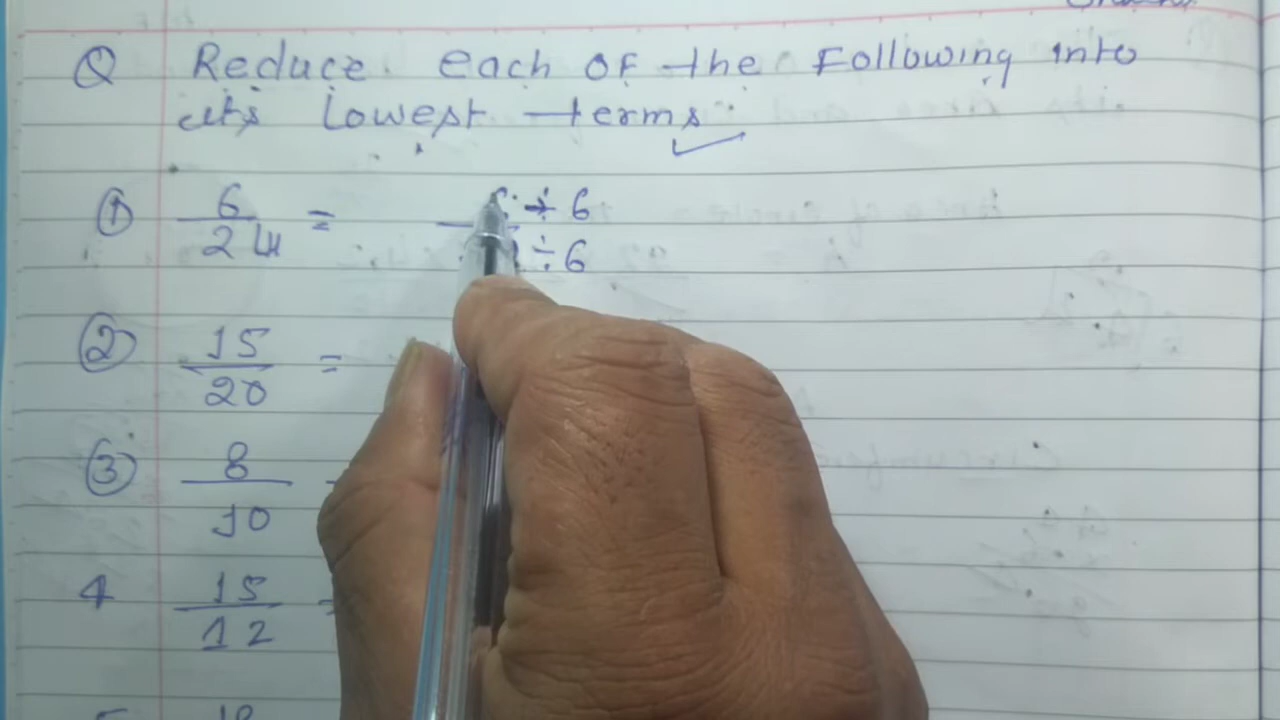 Q Reduce each of the Following into
its lowest terms
① 6/24 = 6 ÷ 6 / ÷ 6
② 15/20 =
③ 8/10
4 15/12 =